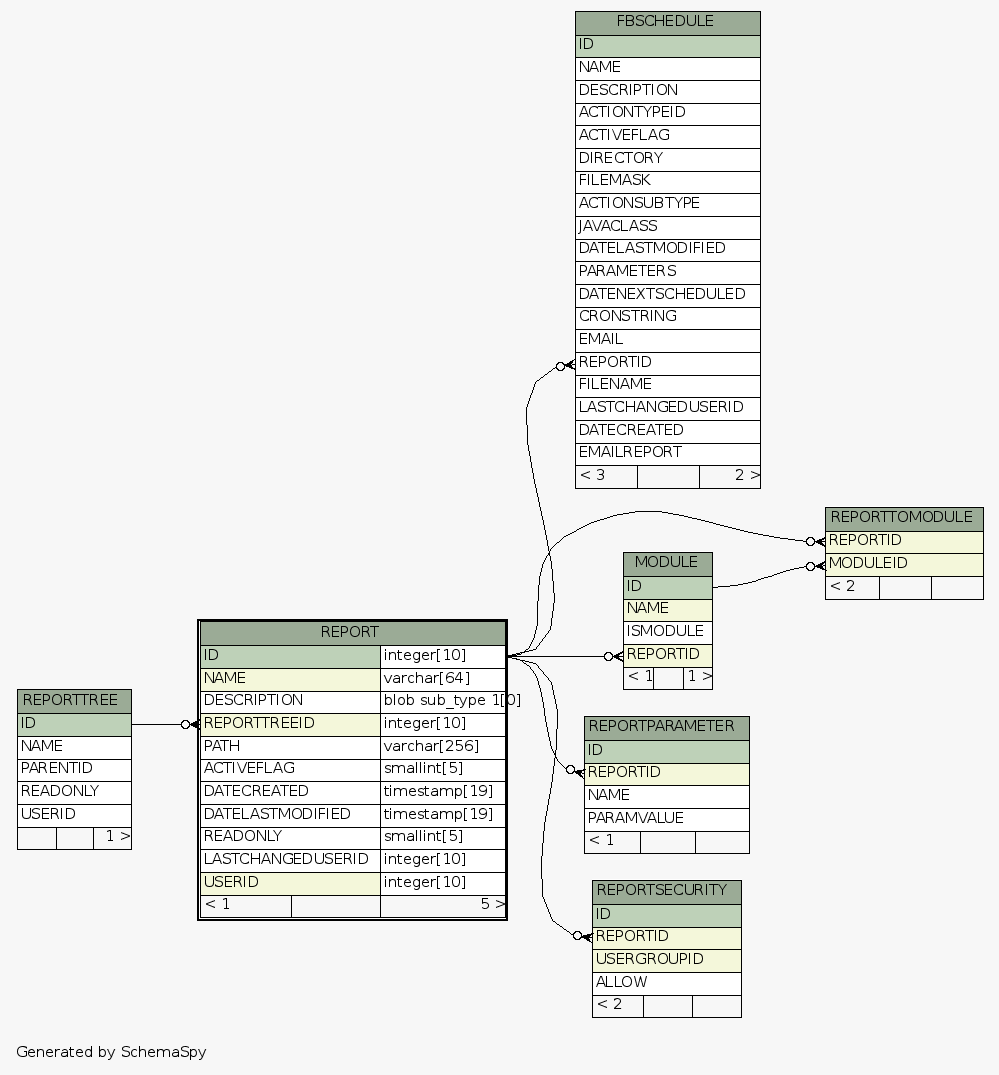 FBSCHEDULE
ID
NAME
DESCRIPTION
ACTIONTYPEID
ACTIVEFLAG
DIRECTORY
FILEMASK
ACTIONSUBTYPE
JAVACLASS
DATELASTMODIFIED
PARAMETERS
DATENEXTSCHEDULED
CRONSTRING
EMAIL
REPORTID
FILENAME
LASTCHANGEDUSERID
DATECREATED
EMAILREPORT
< 3 2 >
REPORTTOMODULE
REPORTID
MODULEID
< 2
MODULE
ID
NAME
ISMODULE
REPORTID
< 1 1 >
REPORT
ID integer[10]
NAME varchar[64]
DESCRIPTION blob sub_type 1[0]
REPORTTREEID integer[10]
PATH varchar[256]
ACTIVEFLAG smallint[5]
DATECREATED timestamp[19]
DATELASTMODIFIED timestamp[19]
READONLY smallint[5]
LASTCHANGEDUSERID integer[10]
USERID integer[10]
< 1 5 >
REPORTTREE
ID
NAME
PARENTID
READONLY
USERID
1 >
REPORTPARAMETER
ID
REPORTID
NAME
PARAMVALUE
< 1
REPORTSECURITY
ID
REPORTID
USERGROUPID
ALLOW
< 2
Generated by SchemaSpy